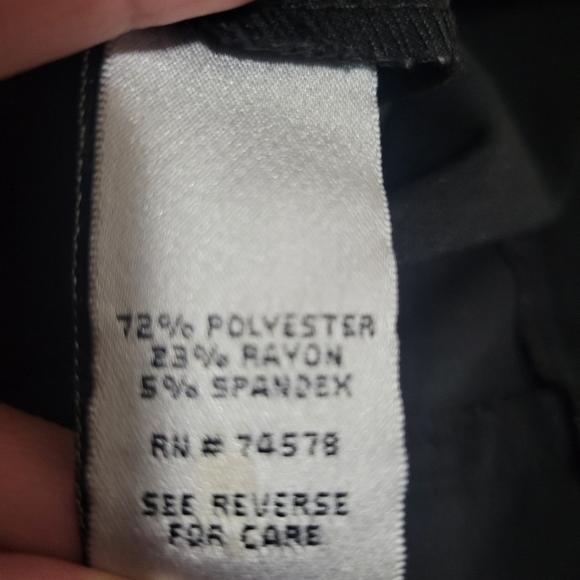 72% POLYESTER
23% RAYON
5% SPANDEX
RN # 74578
SEE REVERSE
FOR CARE